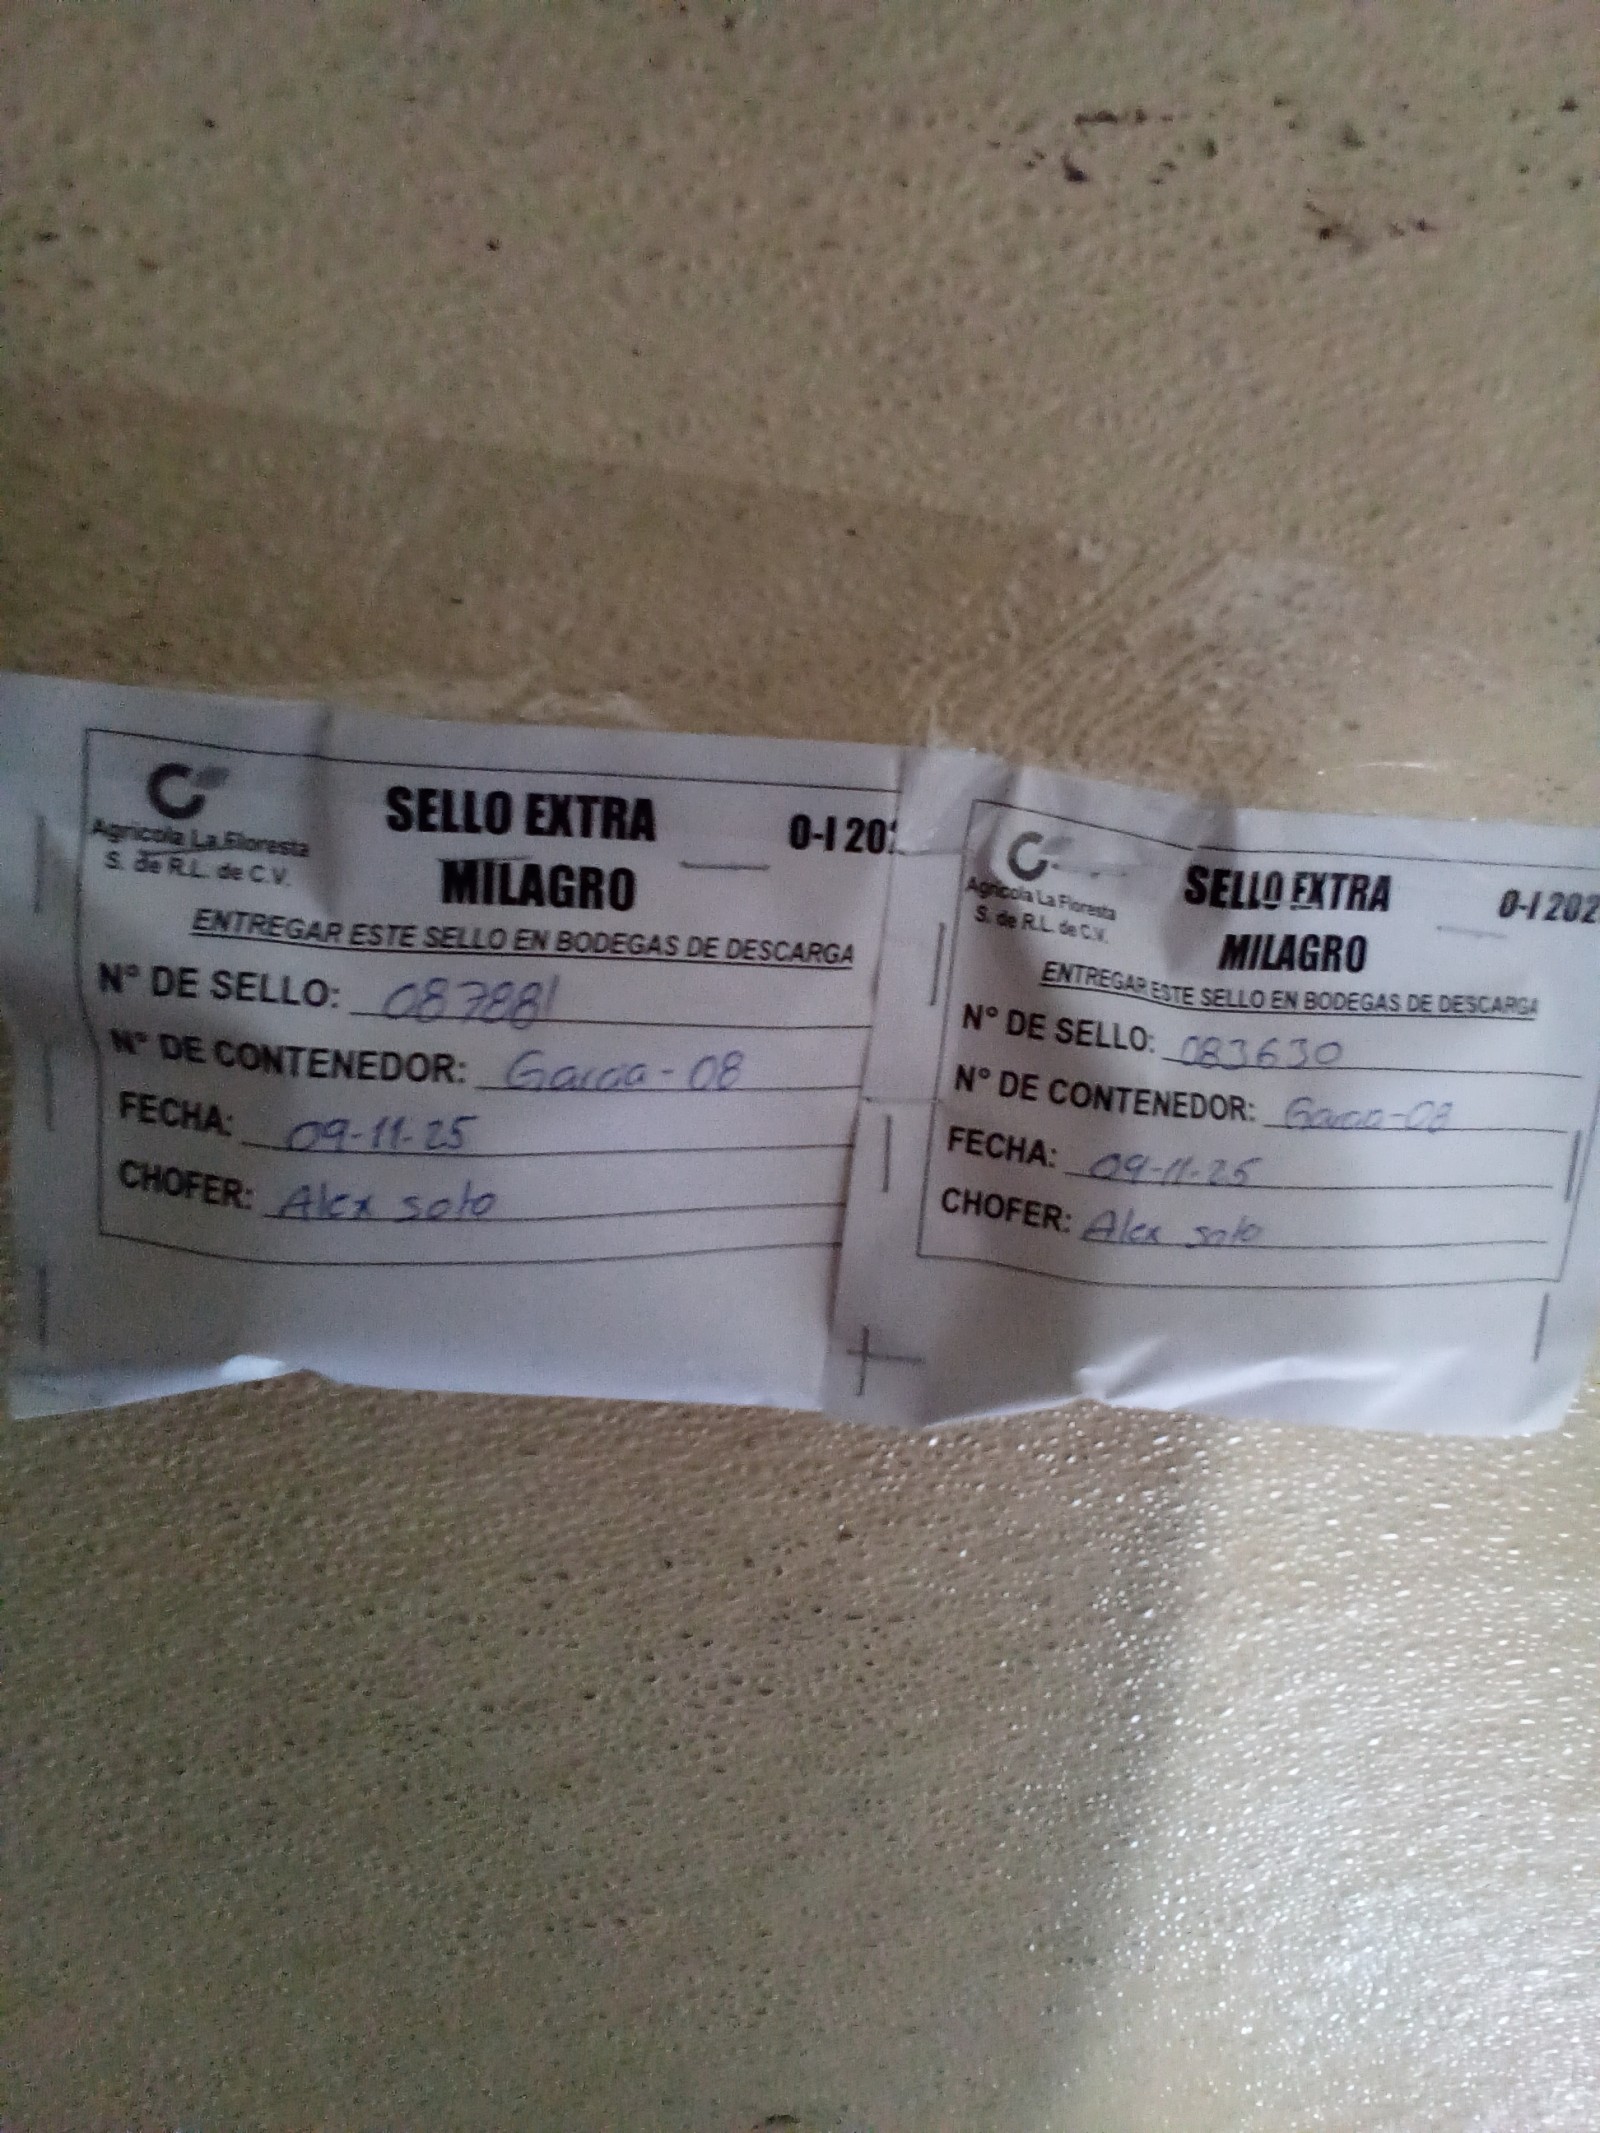 Agrícola La Floresta
S. de R.L. de C.V.
SELLO EXTRA
MILAGRO
0-I 202
ENTREGAR ESTE SELLO EN BODEGAS DE DESCARGA
N° DE SELLO: 087881
N° DE CONTENEDOR: Garcia-08
FECHA: 09-11-25
CHOFER: Alex soto
Agrícola La Floresta
S. de R.L. de C.V.
SELLO EXTRA
MILAGRO
0-I 202
ENTREGAR ESTE SELLO EN BODEGAS DE DESCARGA
N° DE SELLO: 083630
N° DE CONTENEDOR: Garcia-08
FECHA: 09-11-25
CHOFER: Alex soto